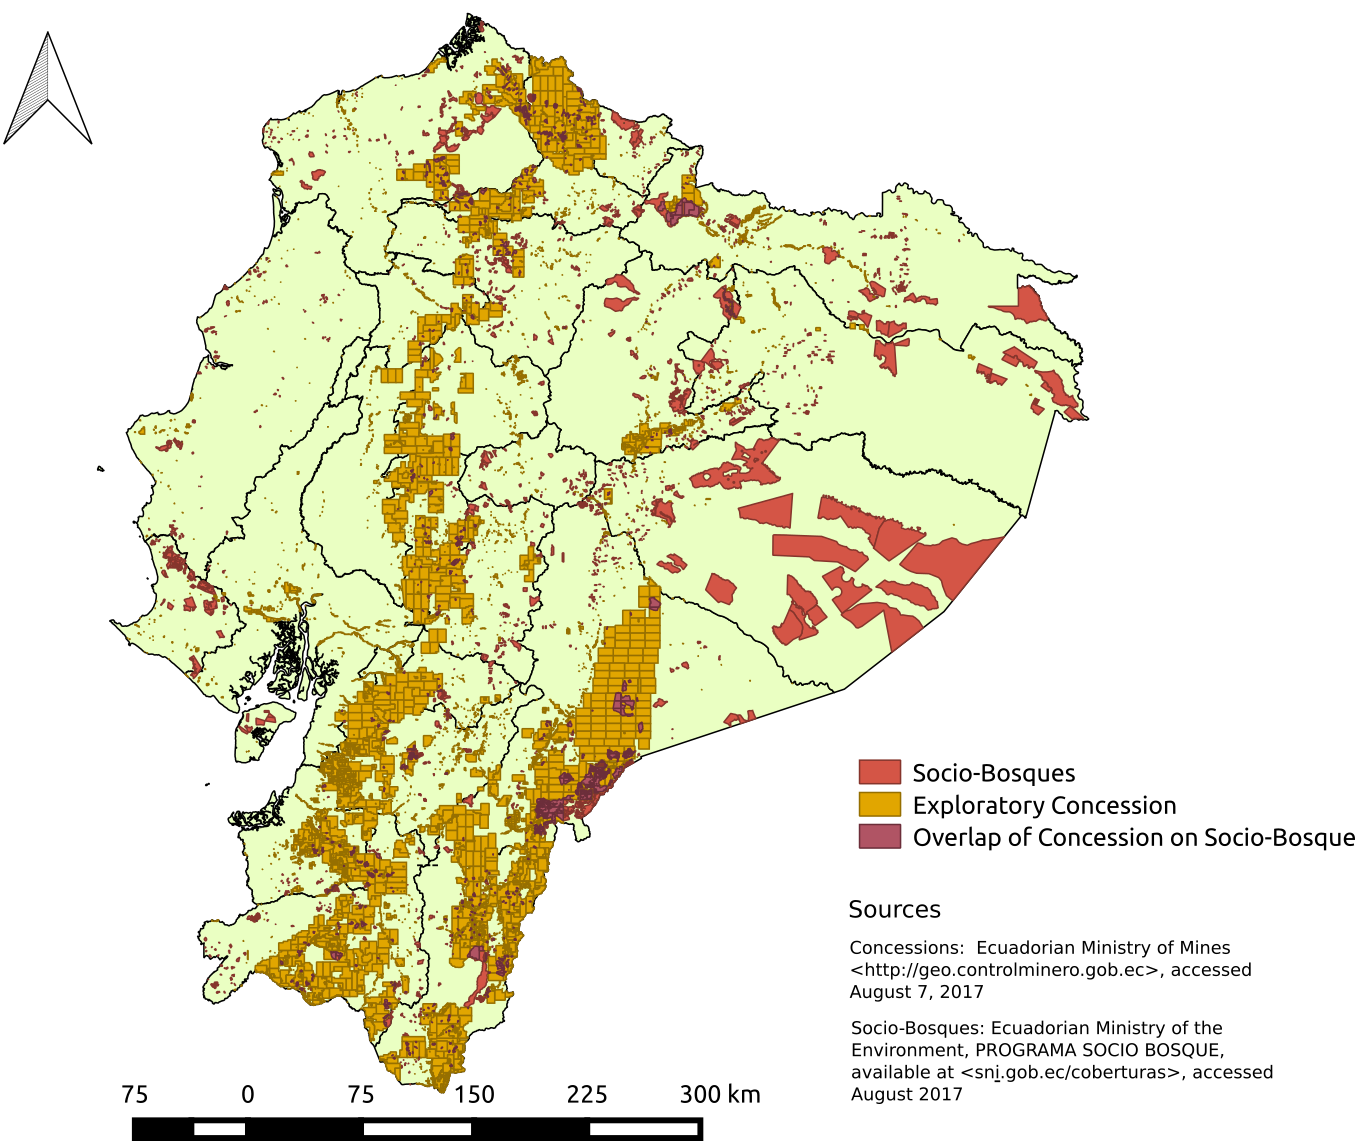 Socio-Bosques
Exploratory Concession
Overlap of Concession on Socio-Bosque
Sources
Concessions:  Ecuadorian Ministry of Mines
<http://geo.controlminero.gob.ec>, accessed
August 7, 2017
Socio-Bosques: Ecuadorian Ministry of the
Environment, PROGRAMA SOCIO BOSQUE,
available at <sni.gob.ec/coberturas>, accessed
August 2017
75 0 75 150 225 300 km